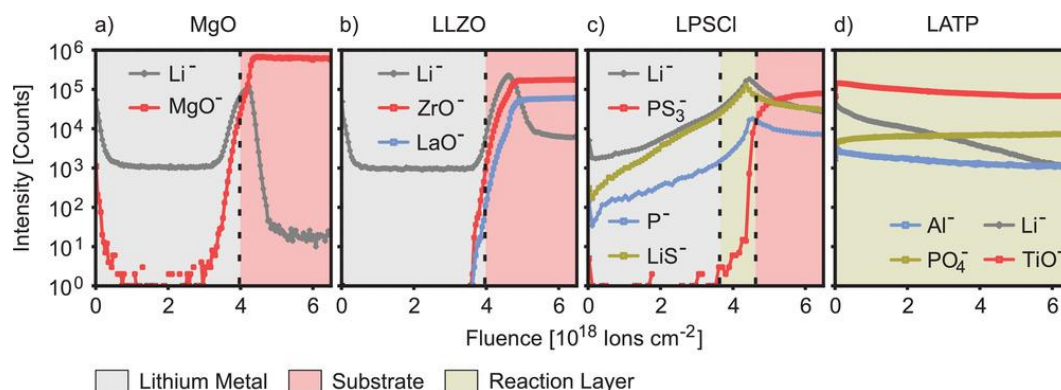 a) MgO b) LLZO c) LPSCl d) LATP
Intensity [Counts]
10⁶
10⁵
10⁴
10³
10²
10¹
10⁰
Li⁻
MgO⁻
Li⁻
ZrO⁻
LaO⁻
Li⁻
PS₃⁻
P⁻
LiS⁻
Al⁻ Li⁻
PO₄⁻ TiO⁻
0 2 4 6 0 2 4 6 0 2 4 6 0 2 4 6
Fluence [10¹⁸ Ions cm⁻²]
Lithium Metal Substrate Reaction Layer